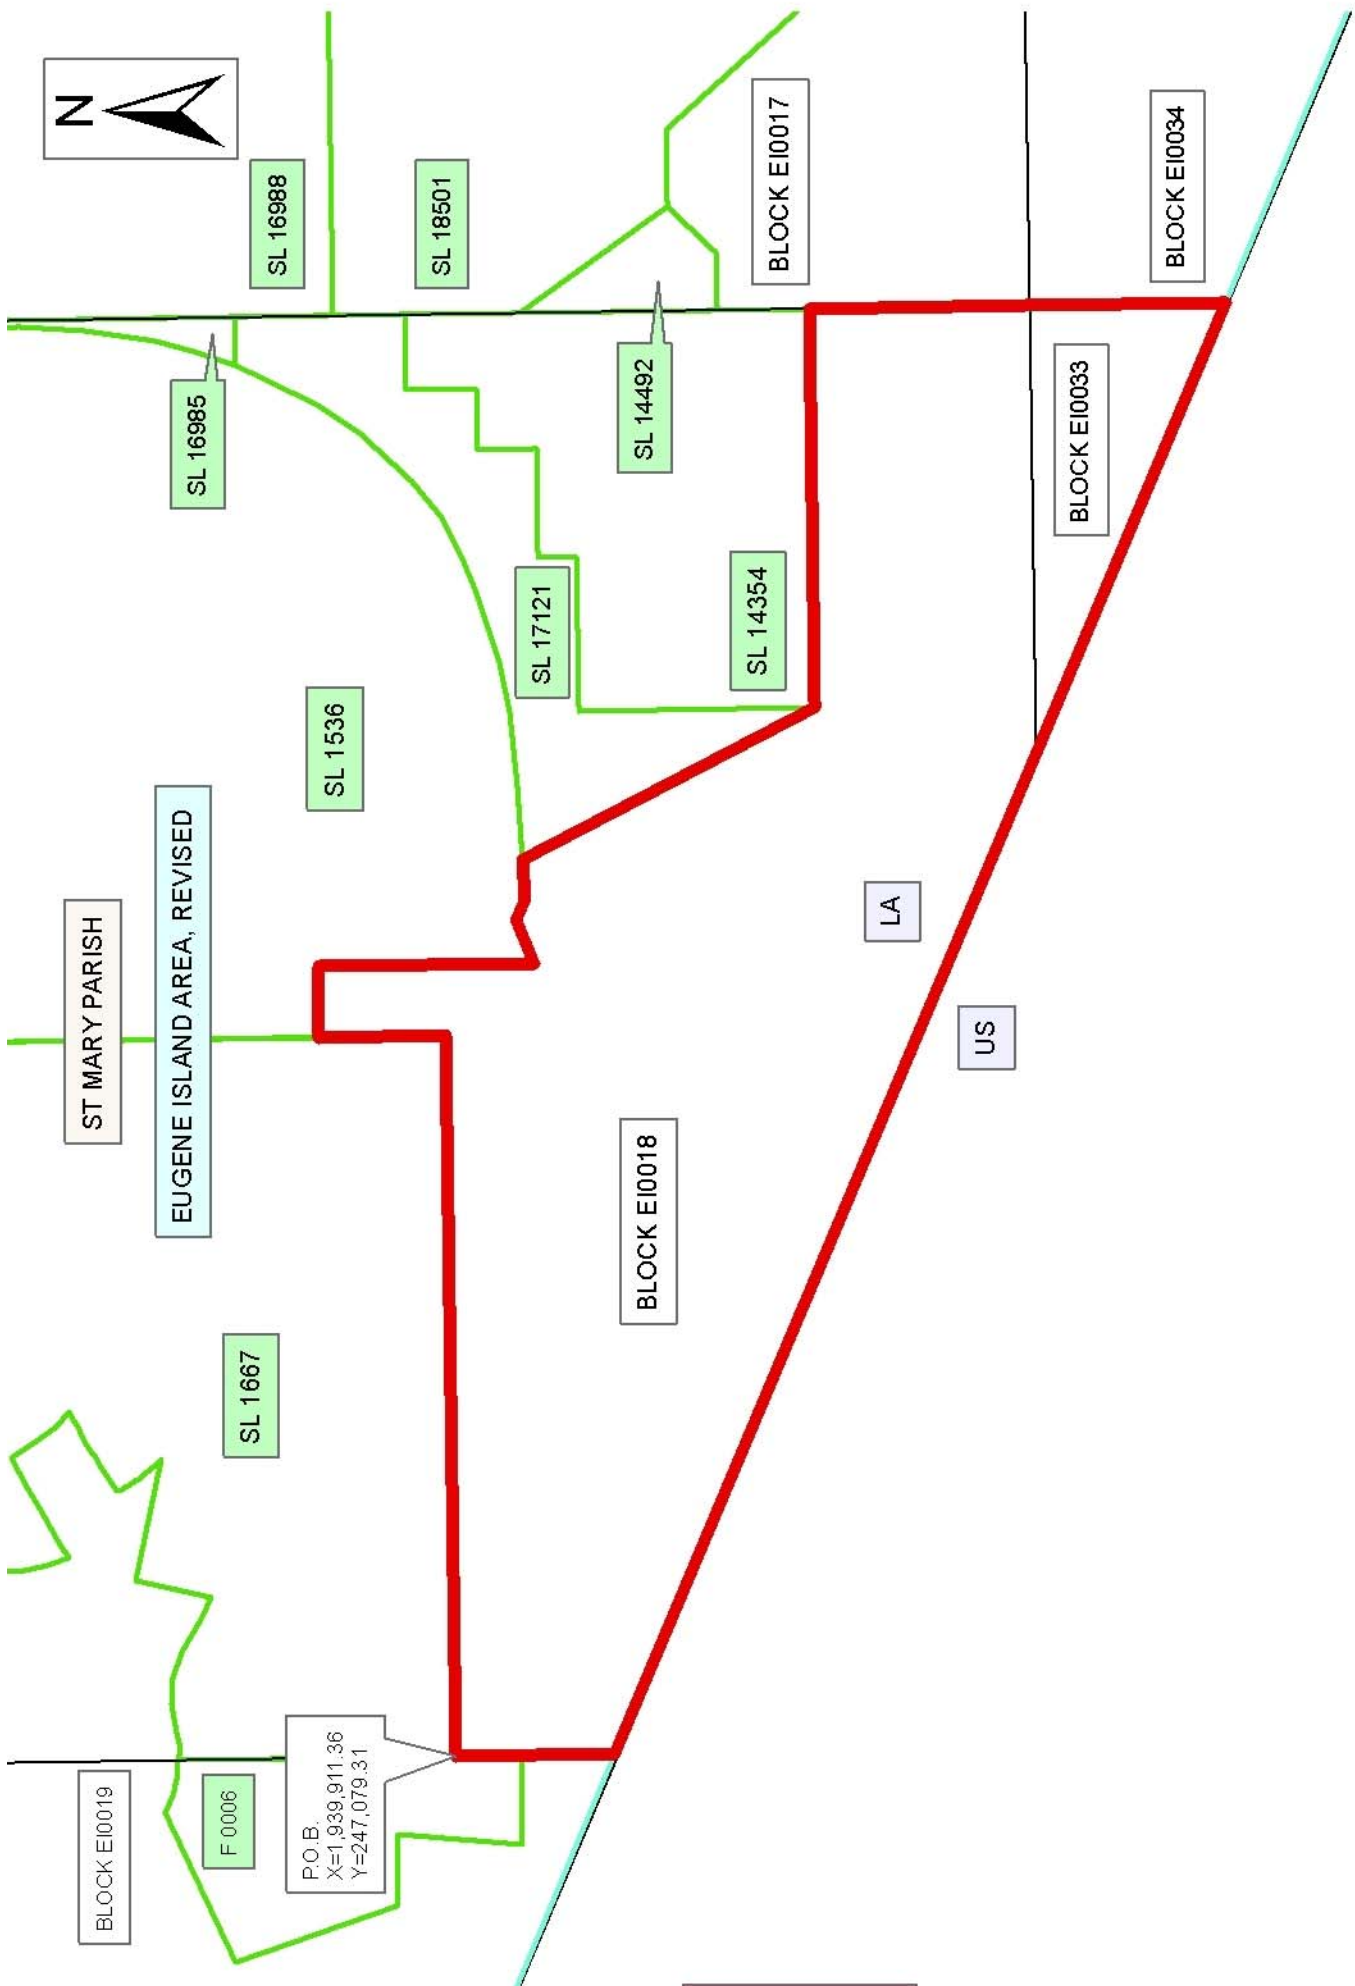 N
ST MARY PARISH
EUGENE ISLAND AREA, REVISED
BLOCK EI0019
F 0006
P.O.B.
X=1,939,911.36
Y=247,079.31
SL 1667
SL 1536
SL 16985
SL 16988
SL 18501
SL 17121
SL 14492
SL 14354
BLOCK EI0017
BLOCK EI0018
LA
US
BLOCK EI0033
BLOCK EI0034